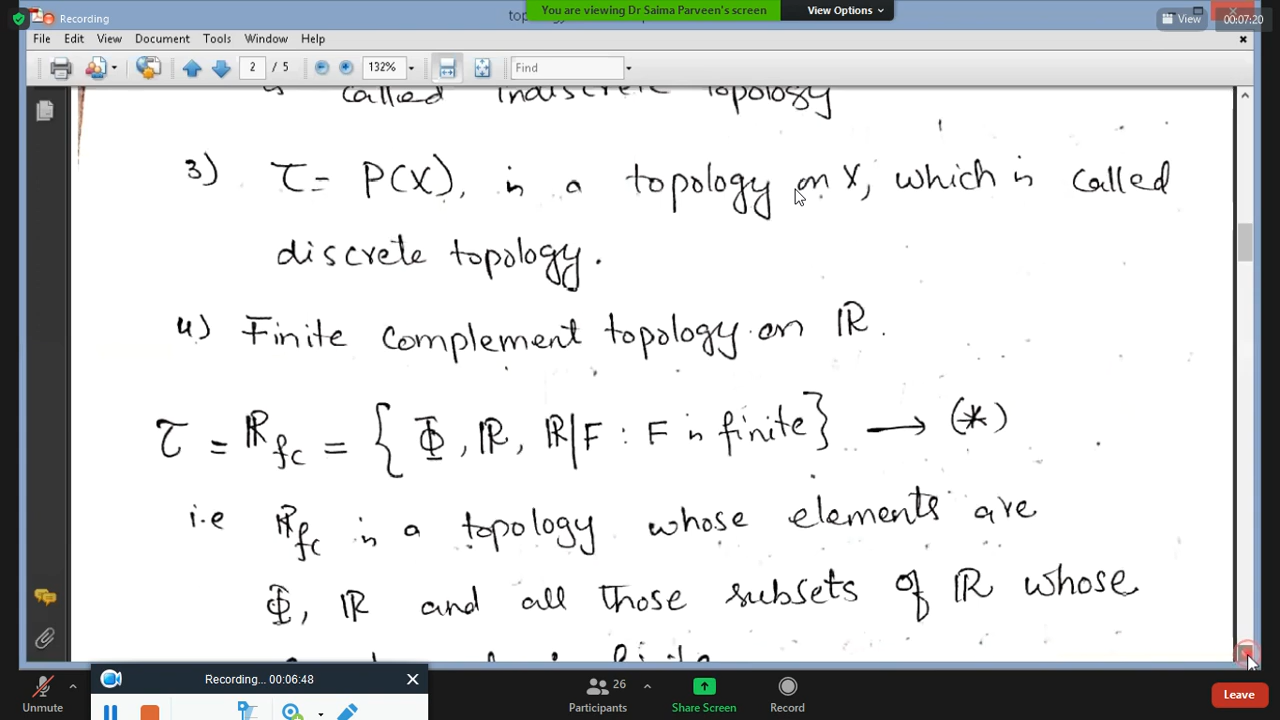 Recording
You are viewing Dr Saima Parveen's screen
View Options
View
00:07:20
File Edit View Document Tools Window Help
2 / 5
132%
Find
called indiscrete topology
3) τ = P(X), is a topology on X, which is called
discrete topology.
4) Finite complement topology on ℝ.
τ = ℝfc = { Φ, ℝ, ℝ|F : F is finite } → (*)
i.e ℝfc is a topology whose elements are
Φ, ℝ and all those subsets of ℝ whose
Recording... 00:06:48
Unmute
26
Participants
Share Screen
Record
Leave